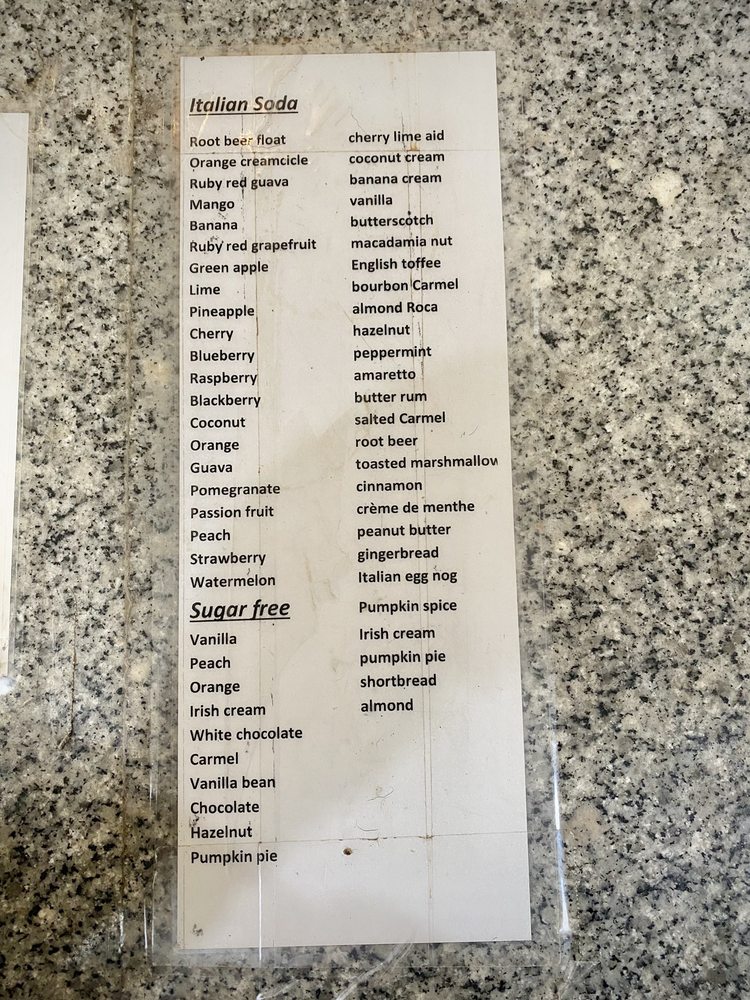 Italian Soda
Root beer float
Orange creamcicle
Ruby red guava
Mango
Banana
Ruby red grapefruit
Green apple
Lime
Pineapple
Cherry
Blueberry
Raspberry
Blackberry
Coconut
Orange
Guava
Pomegranate
Passion fruit
Peach
Strawberry
Watermelon
Sugar free
Vanilla
Peach
Orange
Irish cream
White chocolate
Carmel
Vanilla bean
Chocolate
Hazelnut
Pumpkin pie
cherry lime aid
coconut cream
banana cream
vanilla
butterscotch
macadamia nut
English toffee
bourbon Carmel
almond Roca
hazelnut
peppermint
amaretto
butter rum
salted Carmel
root beer
toasted marshmallow
cinnamon
crème de menthe
peanut butter
gingerbread
Italian egg nog
Pumpkin spice
Irish cream
pumpkin pie
shortbread
almond